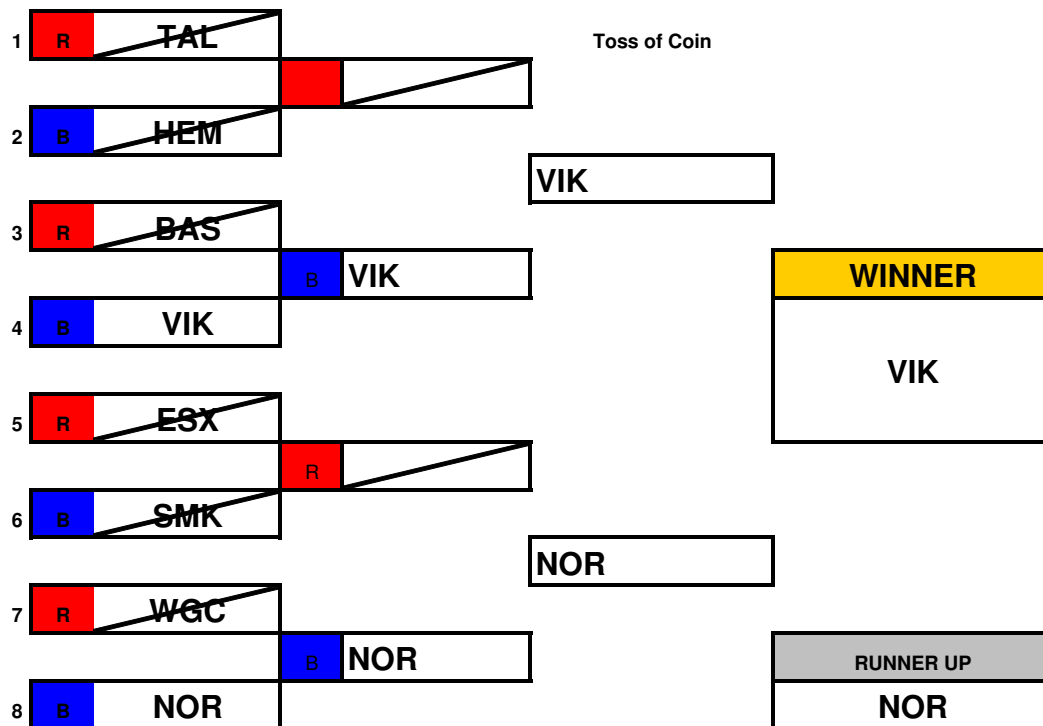 1 R TAL
Toss of Coin
2 B HEM
VIK
3 R BAS
B VIK
WINNER
4 B VIK
VIK
5 R ESX
R
6 B SMK
NOR
7 R WGC
B NOR
RUNNER UP
8 B NOR
NOR